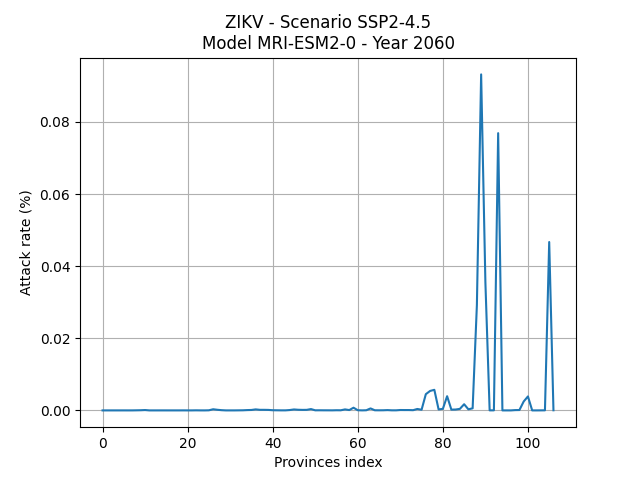 ZIKV - Scenario SSP2-4.5
Model MRI-ESM2-0 - Year 2060
Attack rate (%)
0.08
0.06
0.04
0.02
0.00
0 20 40 60 80 100
Provinces index